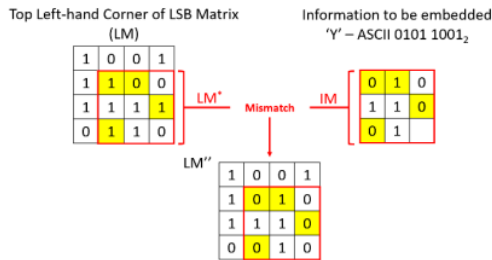 Top Left-hand Corner of LSB Matrix
(LM)
Information to be embedded
'Y' – ASCII 0101 1001₂
1 0 0 1
1 1 0 0
1 1 1 1
0 1 1 0
LM*
Mismatch
IM
0 1 0
1 1 0
0 1
LM''
1 0 0 1
1 0 1 0
1 1 1 0
0 0 1 0